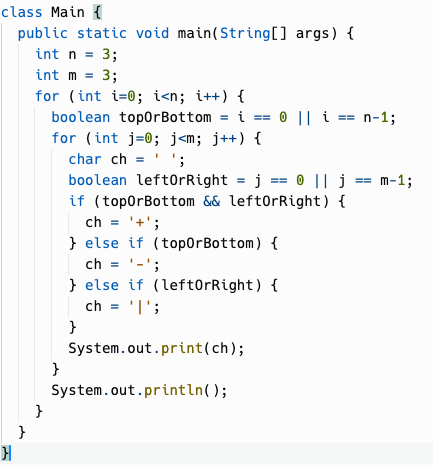 class Main {
  public static void main(String[] args) {
    int n = 3;
    int m = 3;
    for (int i=0; i<n; i++) {
      boolean topOrBottom = i == 0 || i == n-1;
      for (int j=0; j<m; j++) {
        char ch = ' ';
        boolean leftOrRight = j == 0 || j == m-1;
        if (topOrBottom && leftOrRight) {
          ch = '+';
        } else if (topOrBottom) {
          ch = '-';
        } else if (leftOrRight) {
          ch = '|';
        }
        System.out.print(ch);
      }
      System.out.println();
    }
  }
}